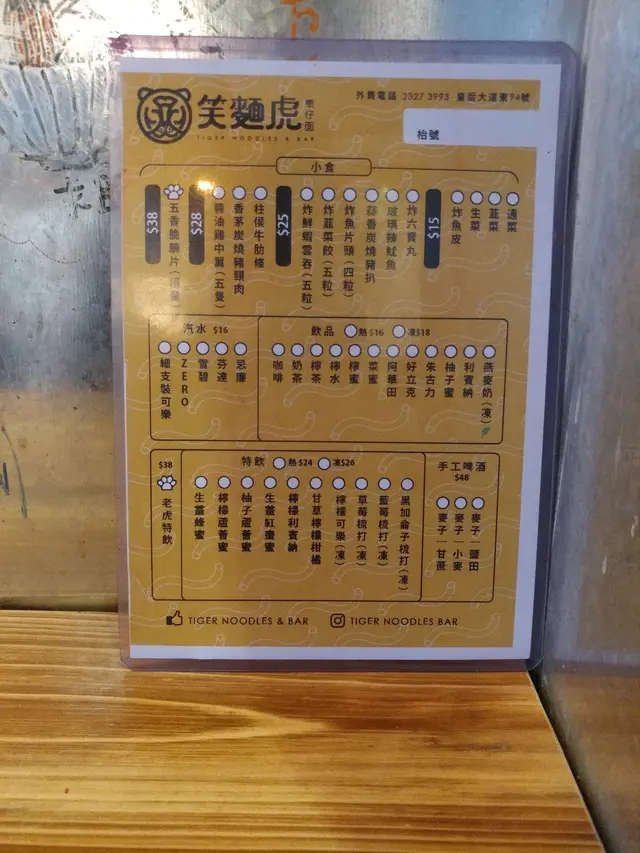 笑麵虎 車仔面
TIGER NOODLES & BAR
外賣電話 2327 3993 皇后大道東94號
枱號
小食
$38
五香脆腩片(限量)
$28
醬油雞中翼(五隻)
香茅炭燒豬頸肉
柱侯牛肋條
$25
炸鮮蝦雲吞(五粒)
炸韮菜餃(五粒)
炸魚片頭(四粒)
蒜香炭燒豬扒
玻璃辣魷魚
炸六寶丸
$15
炸魚皮
生菜
韮菜
通菜
汽水 $16
細支裝可樂
ZERO
雪碧
芬達
忌廉
飲品 熱$16 凍$18
咖啡
奶茶
檸茶
檸水
檸蜜
菜蜜
阿華田
好立克
朱古力
柚子蜜
利賓納
燕麥奶(凍)
$38
老虎特飲
特飲 熱$24 凍$26
生薑蜂蜜
檸檬蘆薈蜜
柚子蘆薈蜜
生薑紅棗蜜
檸檬利賓納
甘草檸檬柑橘
檸檬可樂(凍)
草莓梳打(凍)
藍莓梳打(凍)
黑加侖子梳打(凍)
手工啤酒
$48
麥子|甘蔗
麥子|小麥
麥子|鹽田
TIGER NOODLES & BAR
TIGER NOODLES BAR